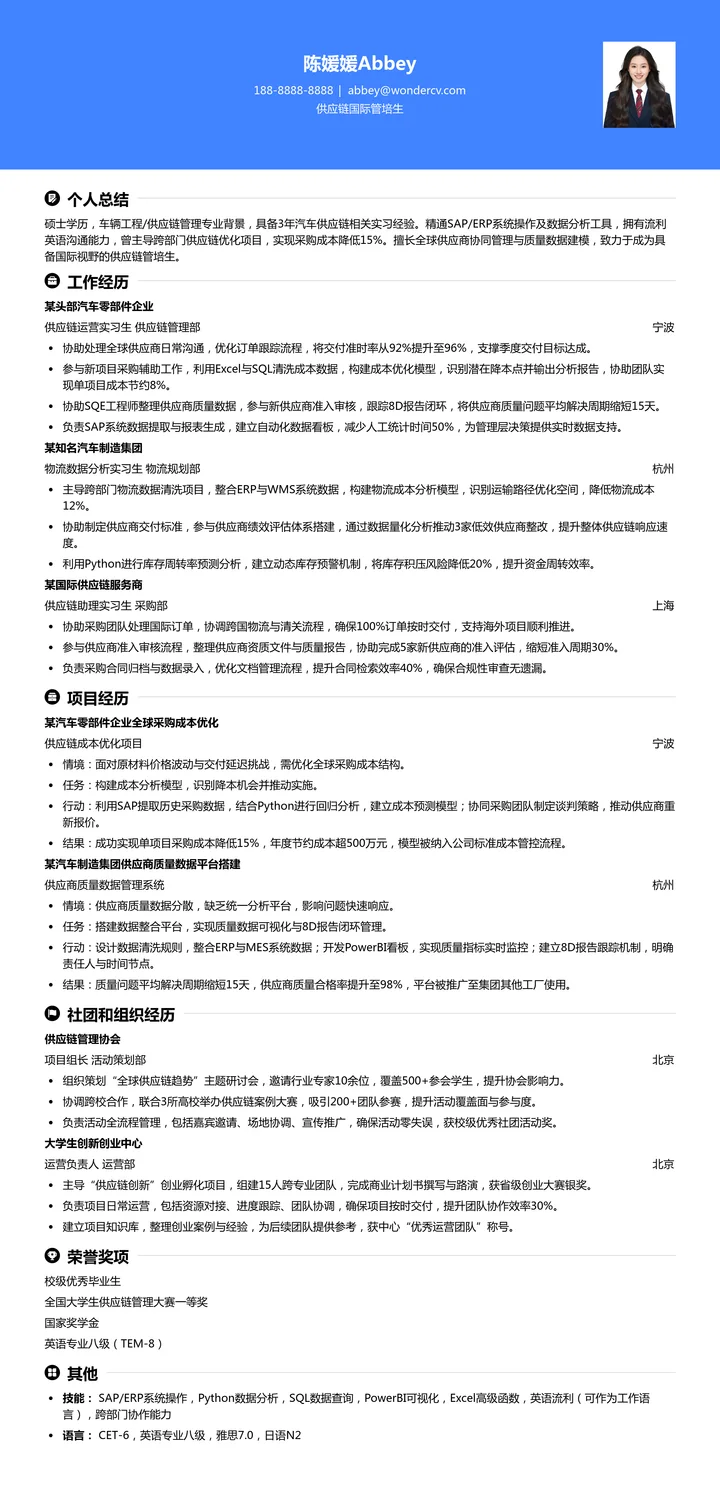 陈媛媛Abbey
188-8888-8888 | abbey@wondercv.com
供应链国际管培生
个人总结
硕士学历，车辆工程/供应链管理专业背景，具备3年汽车供应链相关实习经验。精通SAP/ERP系统操作及数据分析工具，拥有流利
英语沟通能力，曾主导跨部门供应链优化项目，实现采购成本降低15%。擅长全球供应商协同管理与质量数据建模，致力于成为具
备国际视野的供应链管培生。
工作经历
某头部汽车零部件企业
供应链运营实习生 供应链管理部 宁波
• 协助处理全球供应商日常沟通，优化订单跟踪流程，将交付准时率从92%提升至96%，支撑季度交付目标达成。
• 参与新项目采购辅助工作，利用Excel与SQL清洗成本数据，构建成本优化模型，识别潜在降本点并输出分析报告，协助团队实
现单项目成本节约8%。
• 协助SQE工程师整理供应商质量数据，参与新供应商准入审核，跟踪8D报告闭环，将供应商质量问题平均解决周期缩短15天。
• 负责SAP系统数据提取与报表生成，建立自动化数据看板，减少人工统计时间50%，为管理层决策提供实时数据支持。
某知名汽车制造集团
物流数据分析实习生 物流规划部 杭州
• 主导跨部门物流数据清洗项目，整合ERP与WMS系统数据，构建物流成本分析模型，识别运输路径优化空间，降低物流成本
12%。
• 协助制定供应商交付标准，参与供应商绩效评估体系搭建，通过数据量化分析推动3家低效供应商整改，提升整体供应链响应速
度。
• 利用Python进行库存周转率预测分析，建立动态库存预警机制，将库存积压风险降低20%，提升资金周转效率。
某国际供应链服务商
供应链助理实习生 采购部 上海
• 协助采购团队处理国际订单，协调跨国物流与清关流程，确保100%订单按时交付，支持海外项目顺利推进。
• 参与供应商准入审核流程，整理供应商资质文件与质量报告，协助完成5家新供应商的准入评估，缩短准入周期30%。
• 负责采购合同归档与数据录入，优化文档管理流程，提升合同检索效率40%，确保合规性审查无遗漏。
项目经历
某汽车零部件企业全球采购成本优化
供应链成本优化项目 宁波
• 情境：面对原材料价格波动与交付延迟挑战，需优化全球采购成本结构。
• 任务：构建成本分析模型，识别降本机会并推动实施。
• 行动：利用SAP提取历史采购数据，结合Python进行回归分析，建立成本预测模型；协同采购团队制定谈判策略，推动供应商重
新报价。
• 结果：成功实现单项目采购成本降低15%，年度节约成本超500万元，模型被纳入公司标准成本管控流程。
某汽车制造集团供应商质量数据平台搭建
供应商质量数据管理系统 杭州
• 情境：供应商质量数据分散，缺乏统一分析平台，影响问题快速响应。
• 任务：搭建数据整合平台，实现质量数据可视化与8D报告闭环管理。
• 行动：设计数据清洗规则，整合ERP与MES系统数据；开发PowerBI看板，实现质量指标实时监控；建立8D报告跟踪机制，明确
责任人与时间节点。
• 结果：质量问题平均解决周期缩短15天，供应商质量合格率提升至98%，平台被推广至集团其他工厂使用。
社团和组织经历
供应链管理协会
项目组长 活动策划部 北京
• 组织策划“全球供应链趋势”主题研讨会，邀请行业专家10余位，覆盖500+参会学生，提升协会影响力。
• 协调跨校合作，联合3所高校举办供应链案例大赛，吸引200+团队参赛，提升活动覆盖面与参与度。
• 负责活动全流程管理，包括嘉宾邀请、场地协调、宣传推广，确保活动零失误，获校级优秀社团活动奖。
大学生创新创业中心
运营负责人 运营部 北京
• 主导“供应链创新”创业孵化项目，组建15人跨专业团队，完成商业计划书撰写与路演，获省级创业大赛银奖。
• 负责项目日常运营，包括资源对接、进度跟踪、团队协调，确保项目按时交付，提升团队协作效率30%。
• 建立项目知识库，整理创业案例与经验，为后续团队提供参考，获中心“优秀运营团队”称号。
荣誉奖项
校级优秀毕业生
全国大学生供应链管理大赛一等奖
国家奖学金
英语专业八级（TEM-8）
其他
• 技能： SAP/ERP系统操作，Python数据分析，SQL数据查询，PowerBI可视化，Excel高级函数，英语流利（可作为工作语
言），跨部门协作能力
• 语言： CET-6，英语专业八级，雅思7.0，日语N2